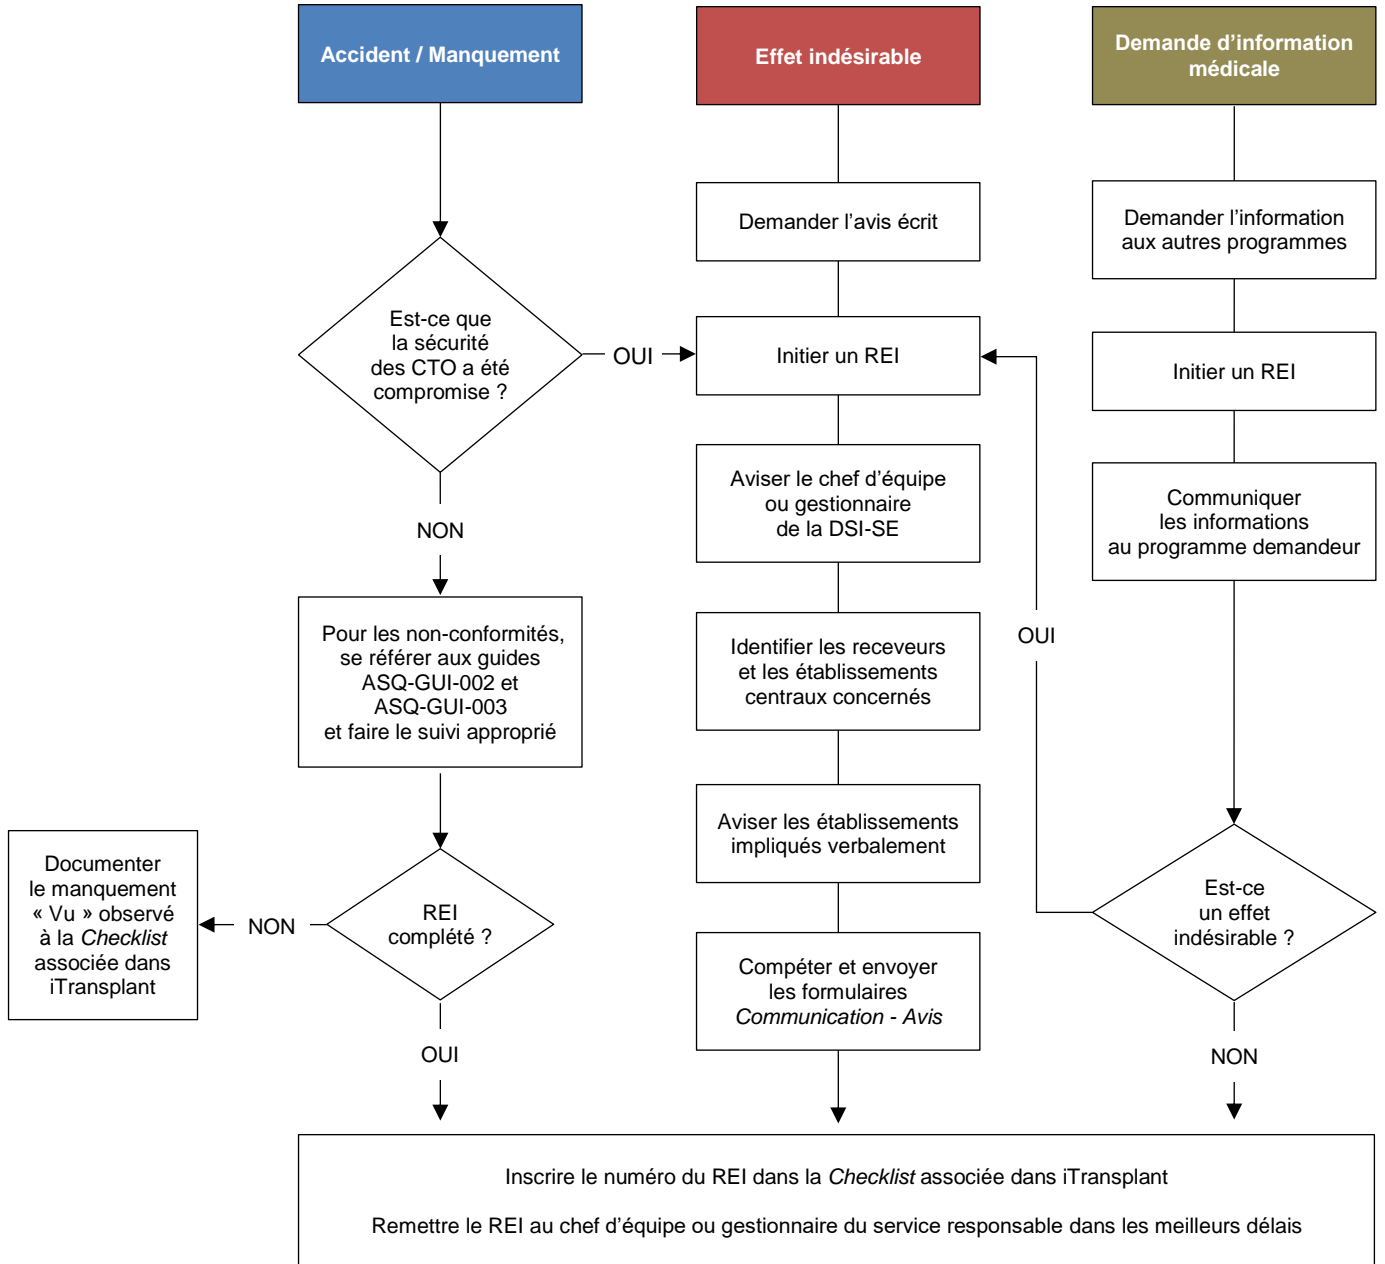 Accident / Manquement
Effet indésirable
Demande d’information
médicale
Demander l’avis écrit
Demander l’information
aux autres programmes
Est-ce que
la sécurité
des CTO a été
compromise ?
OUI
Initier un REI
Initier un REI
Aviser le chef d’équipe
ou gestionnaire
de la DSI-SE
Communiquer
les informations
au programme demandeur
NON
Pour les non-conformités,
se référer aux guides
ASQ-GUI-002 et
ASQ-GUI-003
et faire le suivi approprié
Identifier les receveurs
et les établissements
centraux concernés
OUI
Aviser les établissements
impliqués verbalement
Documenter
le manquement
« Vu » observé
à la Checklist
associée dans
iTransplant
NON
REI
complété ?
Est-ce
un effet
indésirable ?
Compéter et envoyer
les formulaires
Communication - Avis
OUI
NON
Inscrire le numéro du REI dans la Checklist associée dans iTransplant
Remettre le REI au chef d’équipe ou gestionnaire du service responsable dans les meilleurs délais